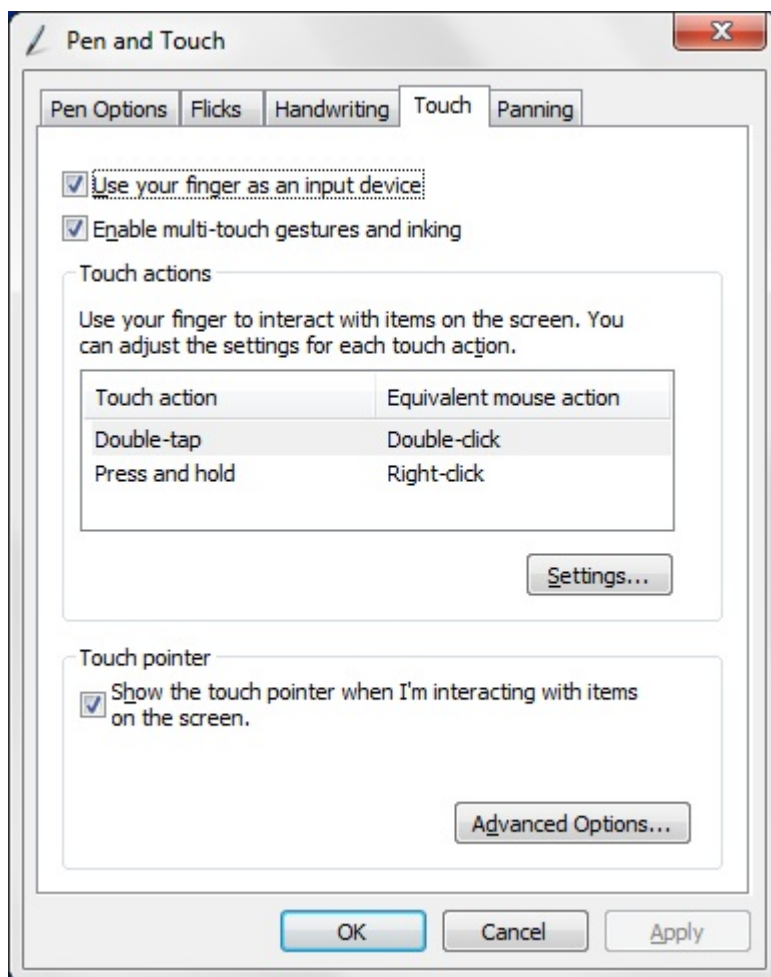 Pen and Touch
Pen Options Flicks Handwriting Touch Panning
Use your finger as an input device
Enable multi-touch gestures and inking
Touch actions
Use your finger to interact with items on the screen. You
can adjust the settings for each touch action.
Touch action Equivalent mouse action
Double-tap Double-click
Press and hold Right-click
Settings...
Touch pointer
Show the touch pointer when I'm interacting with items
on the screen.
Advanced Options...
OK Cancel Apply